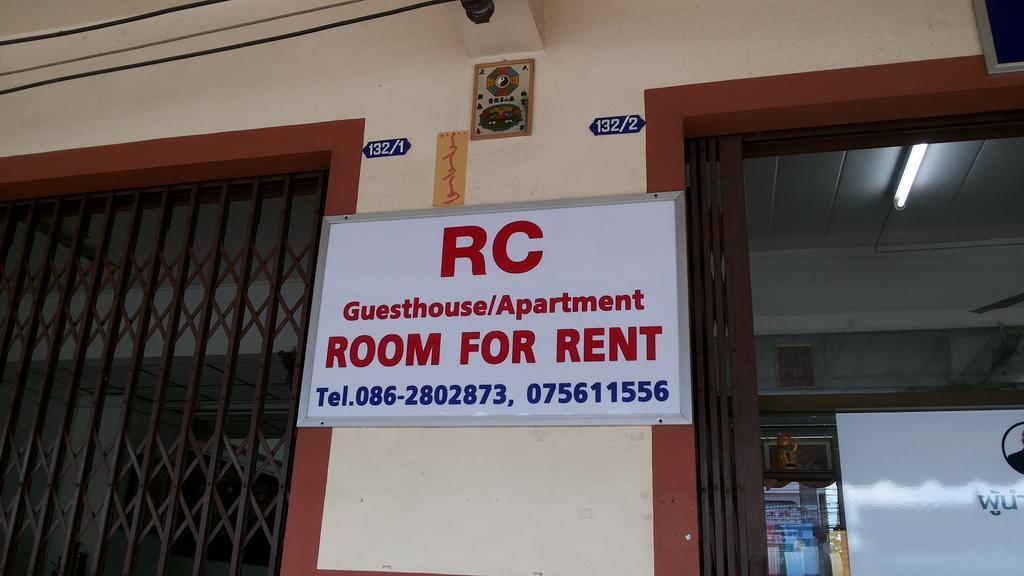 132/1
132/2
RC
Guesthouse/Apartment
ROOM FOR RENT
Tel.086-2802873, 075611556